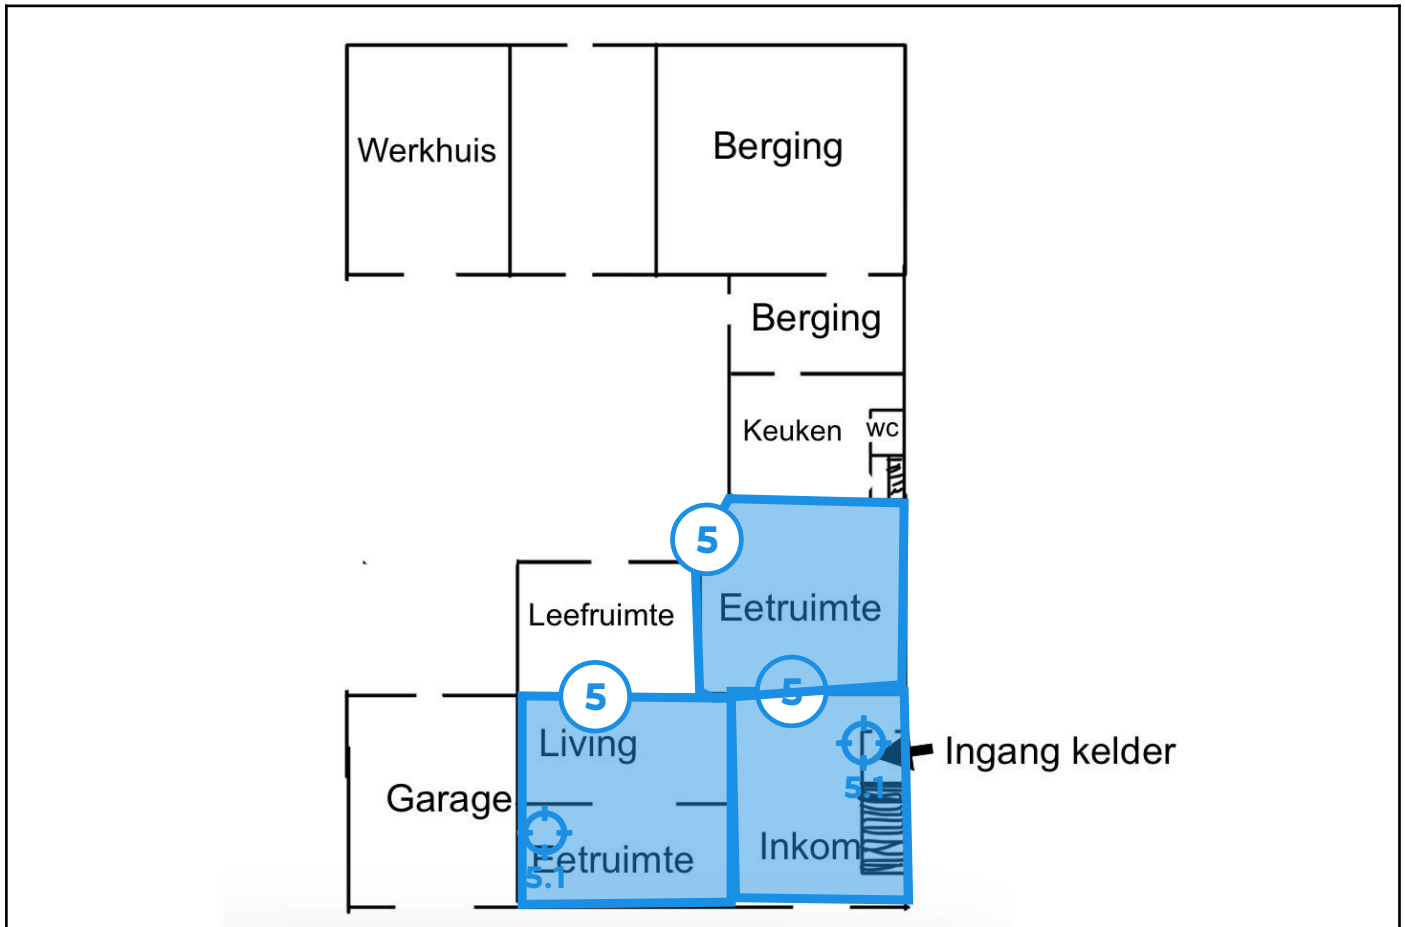 Werkhuis
Berging
Berging
Keuken
wc
5
Eetruimte
Leefruimte
5
5
Living
Ingang kelder
5.1
Garage
Inkom
Eetruimte
5.1